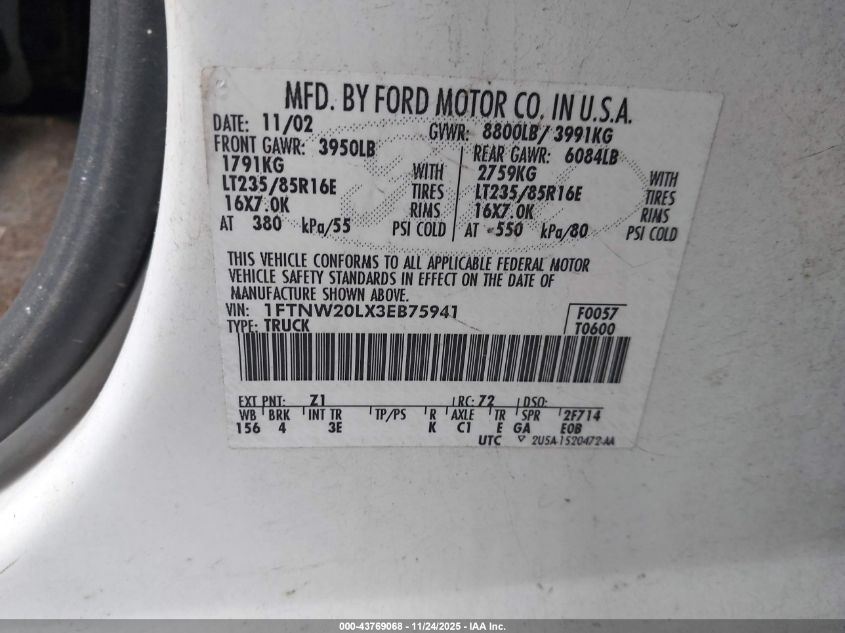 MFD. BY FORD MOTOR CO. IN U.S.A.
DATE: 11/02 GVWR: 8800LB/ 3991KG
FRONT GAWR: 3950LB REAR GAWR: 6084LB
1791KG WITH 2759KG WITH
LT235/85R16E TIRES LT235/85R16E TIRES
16X7.0K RIMS 16X7.0K RIMS
AT 380 kPa/55 PSI COLD AT 550 kPa/80 PSI COLD
THIS VEHICLE CONFORMS TO ALL APPLICABLE FEDERAL MOTOR
VEHICLE SAFETY STANDARDS IN EFFECT ON THE DATE OF
MANUFACTURE SHOWN ABOVE.
VIN: 1FTNW20LX3EB75941 F0057
TYPE: TRUCK T0600
EXT PNT: Z1 RC: 72 DSO:
WB BRK INT TR TP/PS R AXLE TR SPR 2F714
156 4 3E K C1 E GA E0B
UTC ▽ 2U5A-1520472-AA
000-43769068 - 11/24/2025 - IAA Inc.